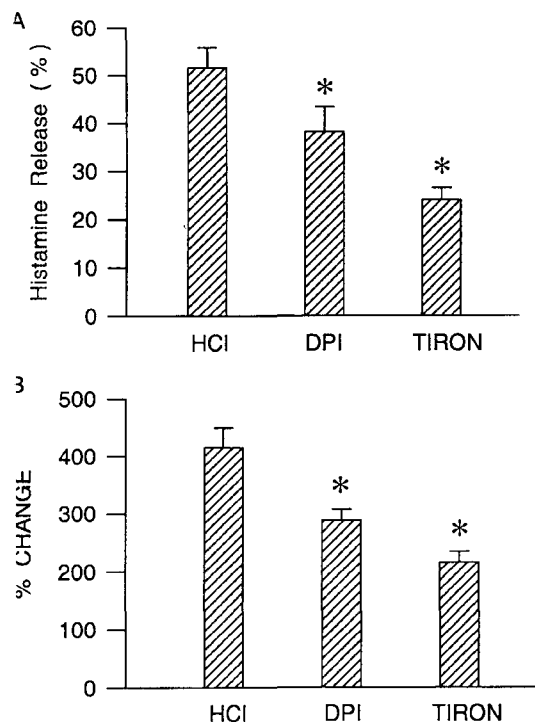 A
Histamine Release (%)
60
50
40
30
20
10
0
*
*
HCl
DPI
TIRON
B
% CHANGE
500
400
300
200
100
0
*
*
HCl
DPI
TIRON